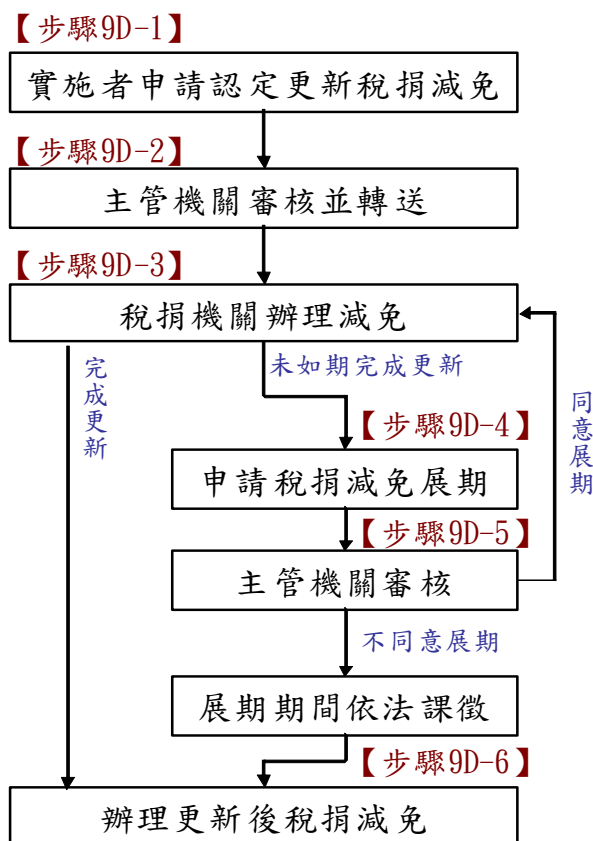 【步驟9D-1】
實施者申請認定更新稅捐減免
【步驟9D-2】
主管機關審核並轉送
【步驟9D-3】
稅捐機關辦理減免
完成更新
未如期完成更新
同意展期
【步驟9D-4】
申請稅捐減免展期
【步驟9D-5】
主管機關審核
不同意展期
展期期間依法課徵
【步驟9D-6】
辦理更新後稅捐減免